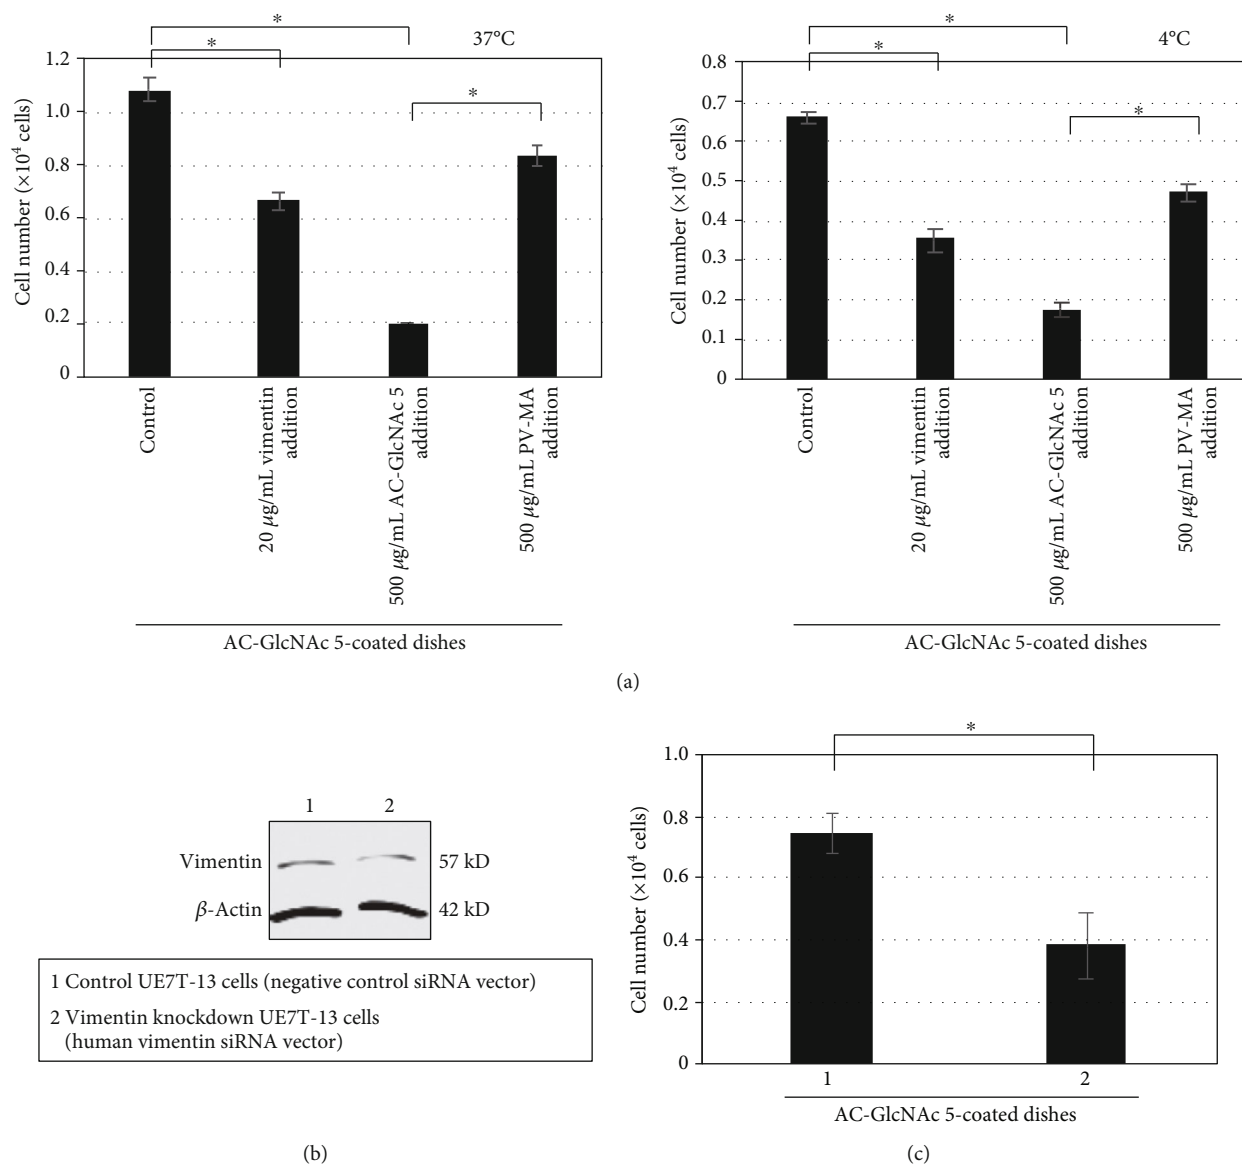 *
*
37°C
1.2
1.0
0.8
0.6
0.4
0.2
0
Cell number (×10⁴ cells)
*
Control
20 µg/mL vimentin
addition
500 µg/mL AC-GlcNAc 5
addition
500 µg/mL PV-MA
addition
AC-GlcNAc 5-coated dishes
*
*
4°C
0.8
0.7
0.6
0.5
0.4
0.3
0.2
0.1
0
Cell number (×10⁴ cells)
*
Control
20 µg/mL vimentin
addition
500 µg/mL AC-GlcNAc 5
addition
500 µg/mL PV-MA
addition
AC-GlcNAc 5-coated dishes
(a)
1 2
Vimentin 57 kD
β-Actin 42 kD
1 Control UE7T-13 cells (negative control siRNA vector)
2 Vimentin knockdown UE7T-13 cells
(human vimentin siRNA vector)
(b)
*
1.0
0.8
0.6
0.4
0.2
0
Cell number (×10⁴ cells)
1 2
AC-GlcNAc 5-coated dishes
(c)